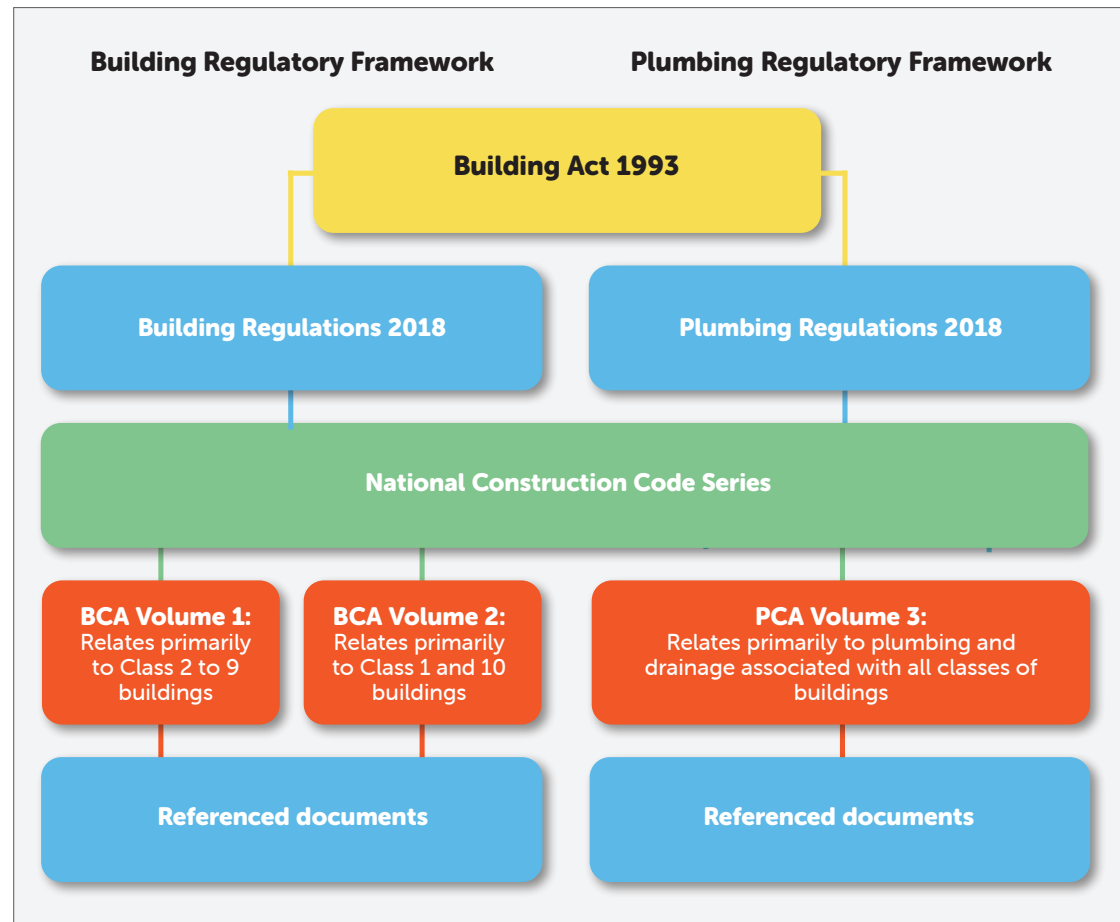 Building Regulatory Framework
Plumbing Regulatory Framework
Building Act 1993
Building Regulations 2018
Plumbing Regulations 2018
National Construction Code Series
BCA Volume 1:
Relates primarily
to Class 2 to 9
buildings
BCA Volume 2:
Relates primarily
to Class 1 and 10
buildings
PCA Volume 3:
Relates primarily to plumbing and
drainage associated with all classes of
buildings
Referenced documents
Referenced documents